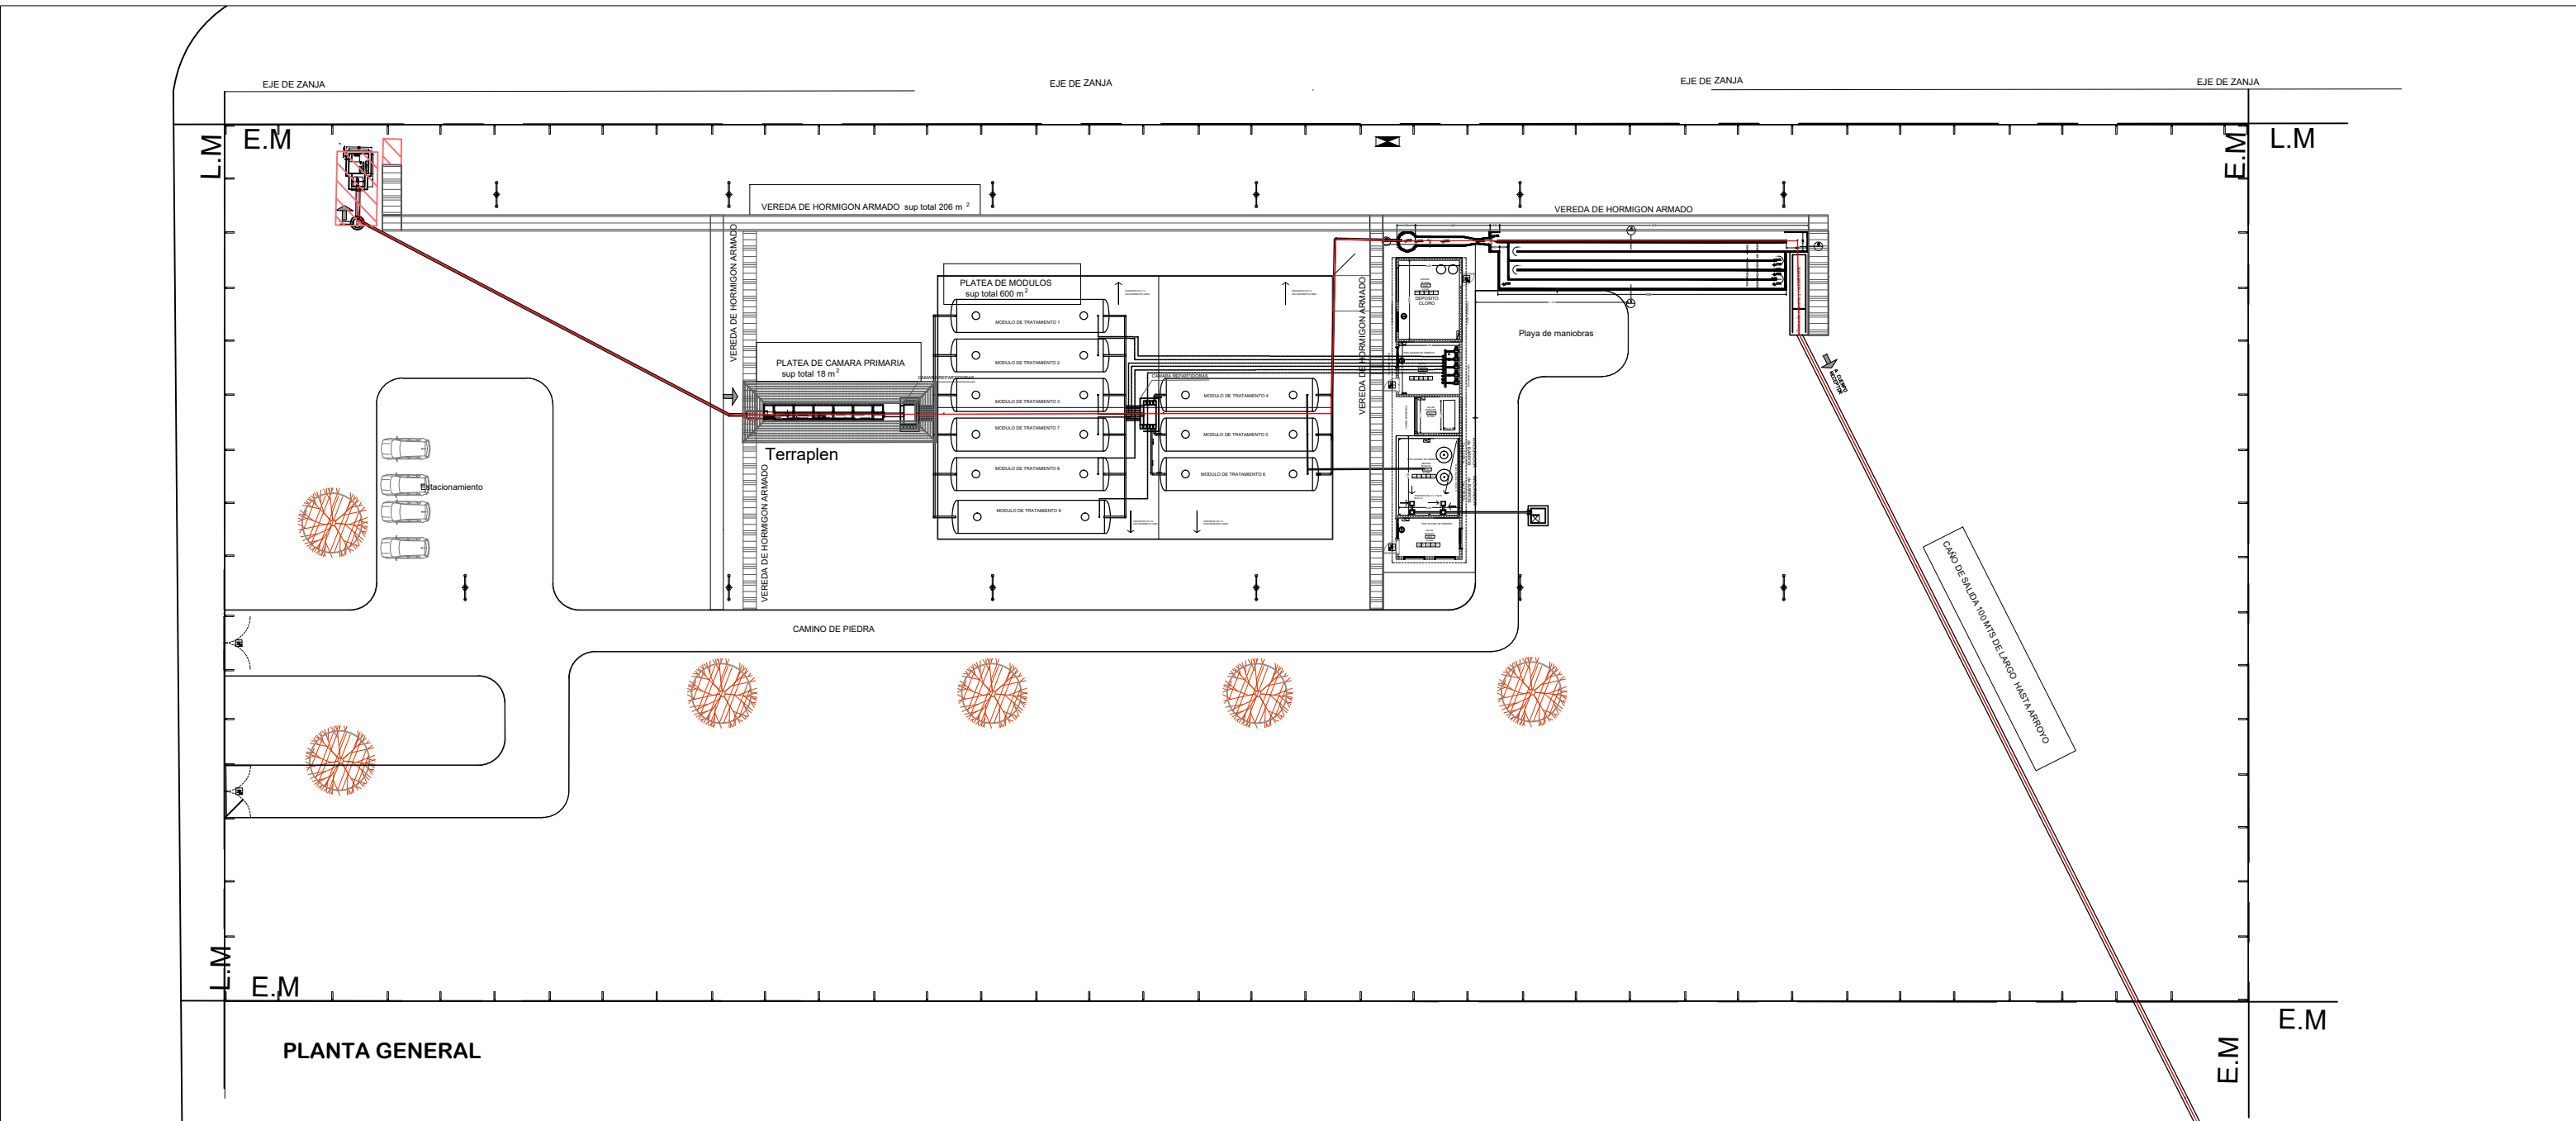 EJE DE ZANJA
EJE DE ZANJA
EJE DE ZANJA
EJE DE ZANJA
L.M
E.M
E.M
L.M
VEREDA DE HORMIGON ARMADO sup total 206 m 2
VEREDA DE HORMIGON ARMADO
VEREDA DE HORMIGON ARMADO
PLATEA DE MODULOS
sup total 600 m 2
VEREDA DE HORMIGON ARMADO
DEPOSITO
CLORO
MODULO DE TRATAMIENTO 1
Playa de maniobras
MODULO DE TRATAMIENTO 2
PLATEA DE CAMARA PRIMARIA
sup total 18 m 2
CAMARA REPARTIDORAS
CAMARA REPARTIDORAS
A CUERPO
RECEPTOR
MODULO DE TRATAMIENTO 3
MODULO DE TRATAMIENTO 4
MODULO DE TRATAMIENTO 7
MODULO DE TRATAMIENTO 5
Terraplen
MODULO DE TRATAMIENTO 8
MODULO DE TRATAMIENTO 6
Estacionamiento
VEREDA DE HORMIGON ARMADO
MODULO DE TRATAMIENTO 9
CAÑO DE SALIDA 100 MTS DE LARGO HASTA ARROYO
CAMINO DE PIEDRA
L.M
E.M
E.M
E.M
PLANTA GENERAL